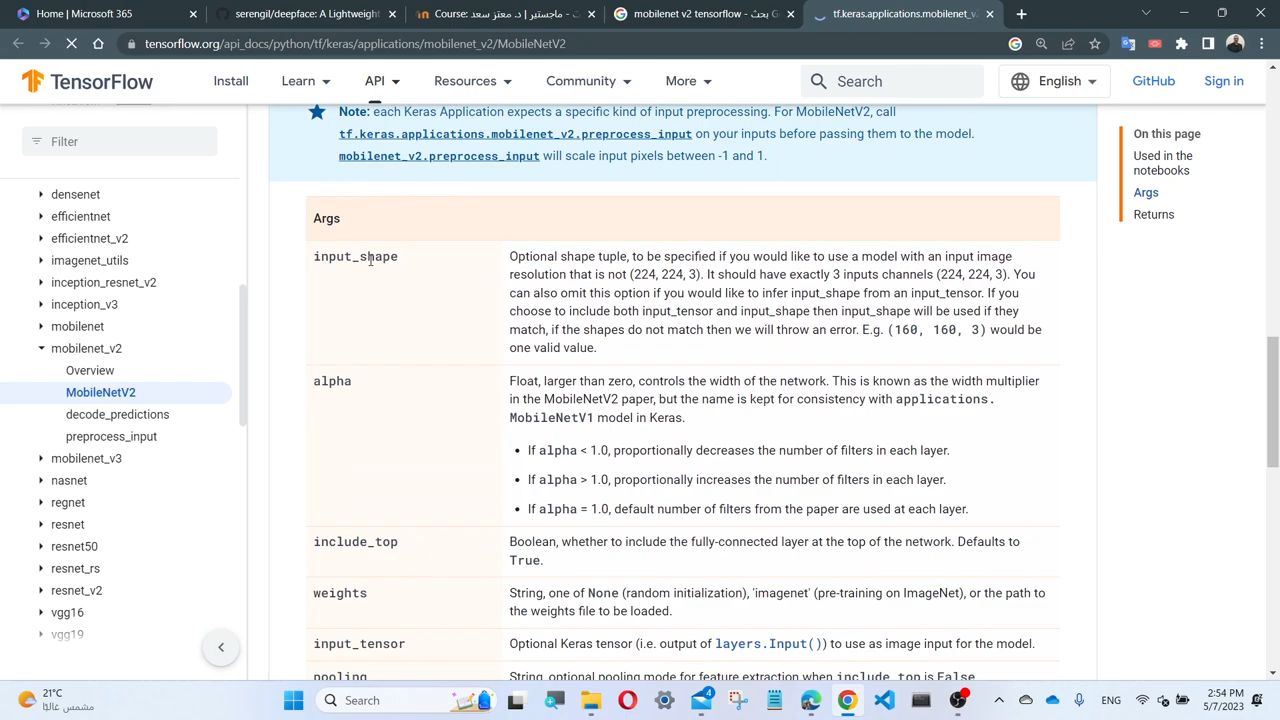 Home | Microsoft 365
serengil/deepface: A Lightweight
Course: ماجستير | د. معتز سعد
mobilenet v2 tensorflow - بحث G
tf.keras.applications.mobilenet_v
tensorflow.org/api_docs/python/tf/keras/applications/mobilenet_v2/MobileNetV2
TensorFlow
Install
Learn
API
Resources
Community
More
Search
English
GitHub
Sign in
Filter
densenet
efficientnet
efficientnet_v2
imagenet_utils
inception_resnet_v2
inception_v3
mobilenet
mobilenet_v2
Overview
MobileNetV2
decode_predictions
preprocess_input
mobilenet_v3
nasnet
regnet
resnet
resnet50
resnet_rs
resnet_v2
vgg16
vgg19
Note: each Keras Application expects a specific kind of input preprocessing. For MobileNetV2, call
tf.keras.applications.mobilenet_v2.preprocess_input on your inputs before passing them to the model.
mobilenet_v2.preprocess_input will scale input pixels between -1 and 1.
Args
input_shape
Optional shape tuple, to be specified if you would like to use a model with an input image
resolution that is not (224, 224, 3). It should have exactly 3 inputs channels (224, 224, 3). You
can also omit this option if you would like to infer input_shape from an input_tensor. If you
choose to include both input_tensor and input_shape then input_shape will be used if they
match, if the shapes do not match then we will throw an error. E.g. (160, 160, 3) would be
one valid value.
alpha
Float, larger than zero, controls the width of the network. This is known as the width multiplier
in the MobileNetV2 paper, but the name is kept for consistency with applications.
MobileNetV1 model in Keras.
• If alpha < 1.0, proportionally decreases the number of filters in each layer.
• If alpha > 1.0, proportionally increases the number of filters in each layer.
• If alpha = 1.0, default number of filters from the paper are used at each layer.
include_top
Boolean, whether to include the fully-connected layer at the top of the network. Defaults to
True.
weights
String, one of None (random initialization), 'imagenet' (pre-training on ImageNet), or the path to
the weights file to be loaded.
input_tensor
Optional Keras tensor (i.e. output of layers.Input()) to use as image input for the model.
pooling
String, optional pooling mode for feature extraction when include_top is False
On this page
Used in the
notebooks
Args
Returns
21°C
مشمس غالبًا
Search
4
ENG
2:54 PM
5/7/2023